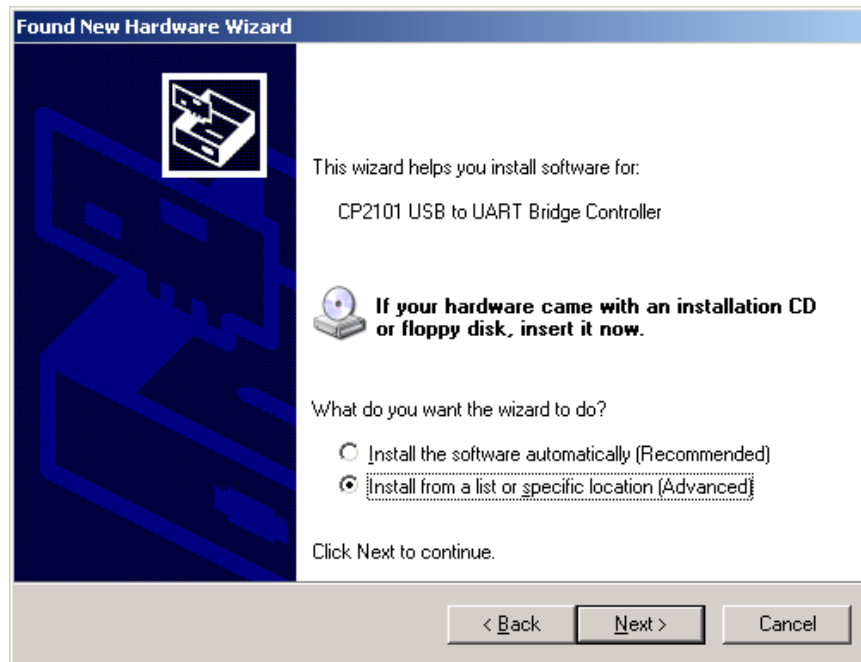 Found New Hardware Wizard
This wizard helps you install software for:
CP2101 USB to UART Bridge Controller
If your hardware came with an installation CD
or floppy disk, insert it now.
What do you want the wizard to do?
Install the software automatically (Recommended)
Install from a list or specific location (Advanced)
Click Next to continue.
< Back Next > Cancel